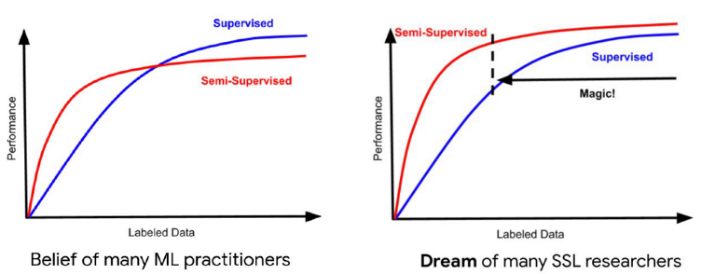 Supervised
Semi-Supervised
Performance
Labeled Data
Belief of many ML practitioners
Semi-Supervised
Supervised
Magic!
Performance
Labeled Data
Dream of many SSL researchers